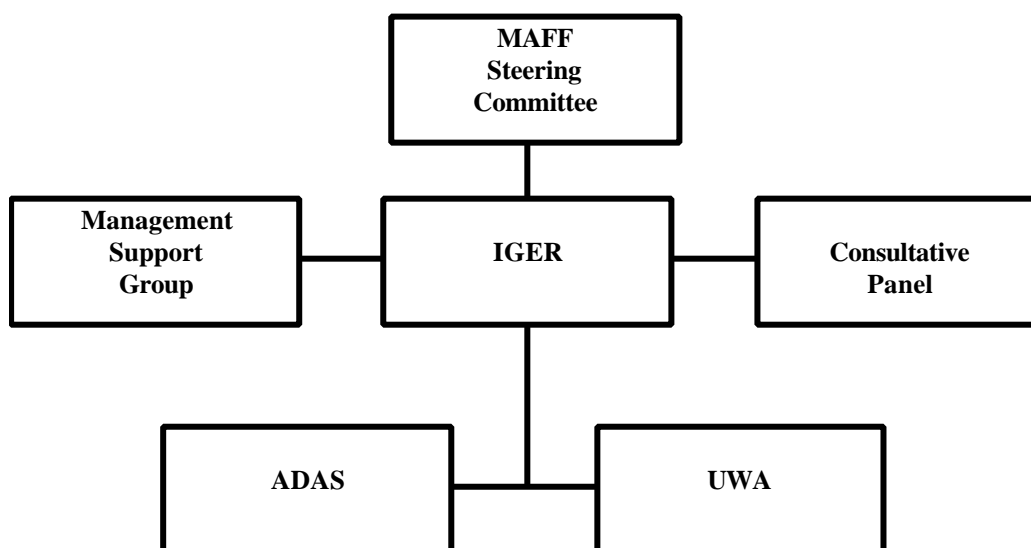 MAFF
Steering
Committee
Management
Support
Group
IGER
Consultative
Panel
ADAS
UWA